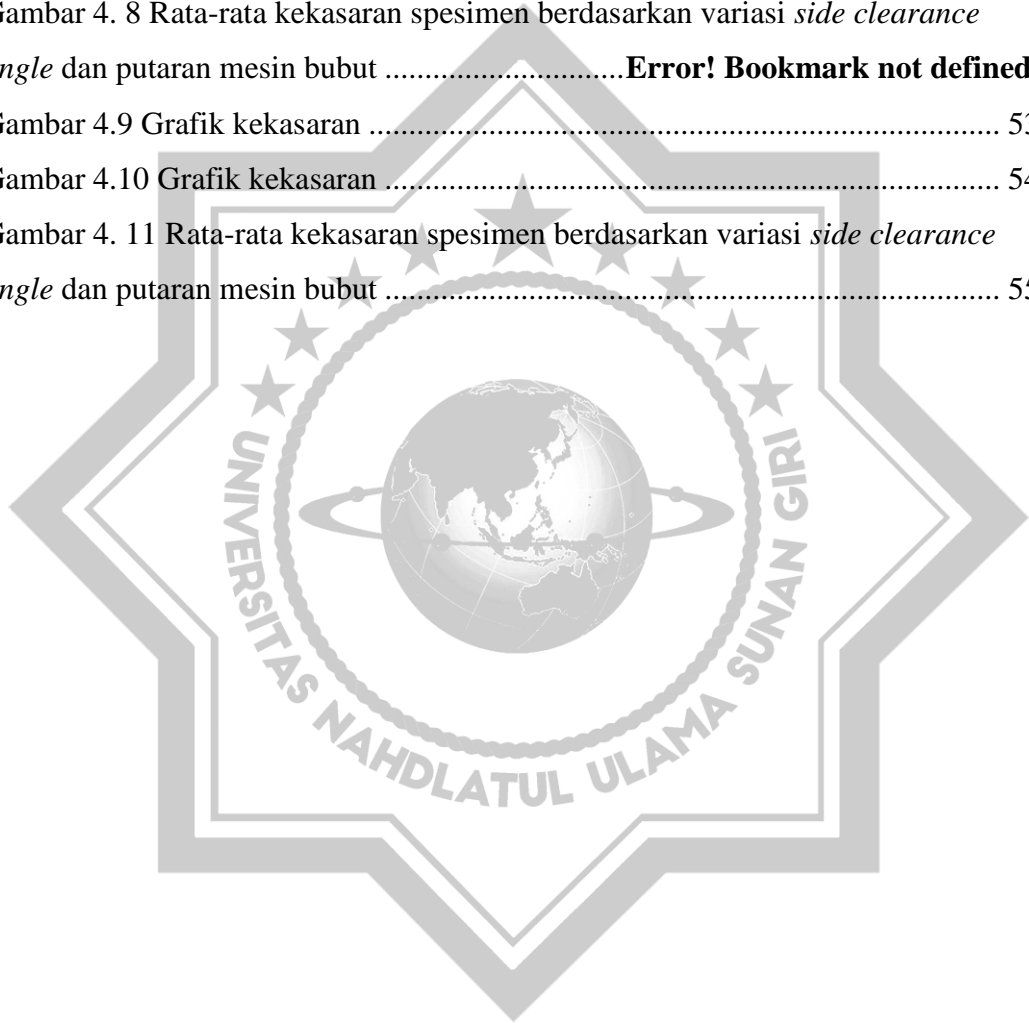 Gambar 4. 8 Rata-rata kekasaran spesimen berdasarkan variasi side clearance
angle dan putaran mesin bubut ..............................Error! Bookmark not defined
Gambar 4.9 Grafik kekasaran .............................................................................. 53
Gambar 4.10 Grafik kekasaran ............................................................................ 54
Gambar 4. 11 Rata-rata kekasaran spesimen berdasarkan variasi side clearance
angle dan putaran mesin bubut ............................................................................ 55
UNIVERSITAS NAHDLATUL ULAMA SUNAN GIRI